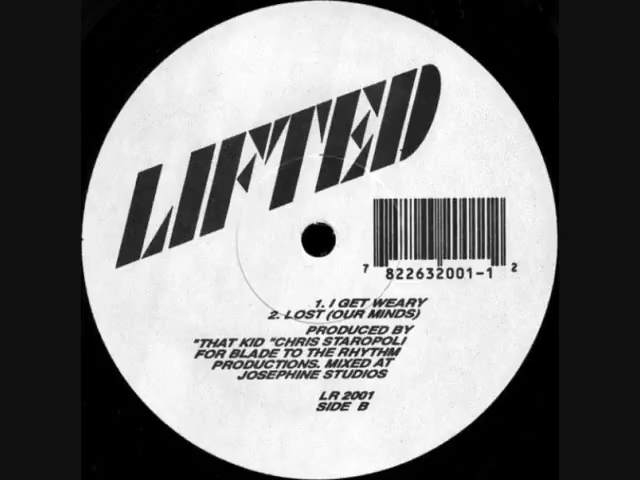 LIFTED
7 822632001-1 2
1. I GET WEARY
2. LOST (OUR MINDS)
PRODUCED BY
"THAT KID "CHRIS STAROPOLI
FOR BLADE TO THE RHYTHM
PRODUCTIONS. MIXED AT
JOSEPHINE STUDIOS
LR 2001
SIDE B